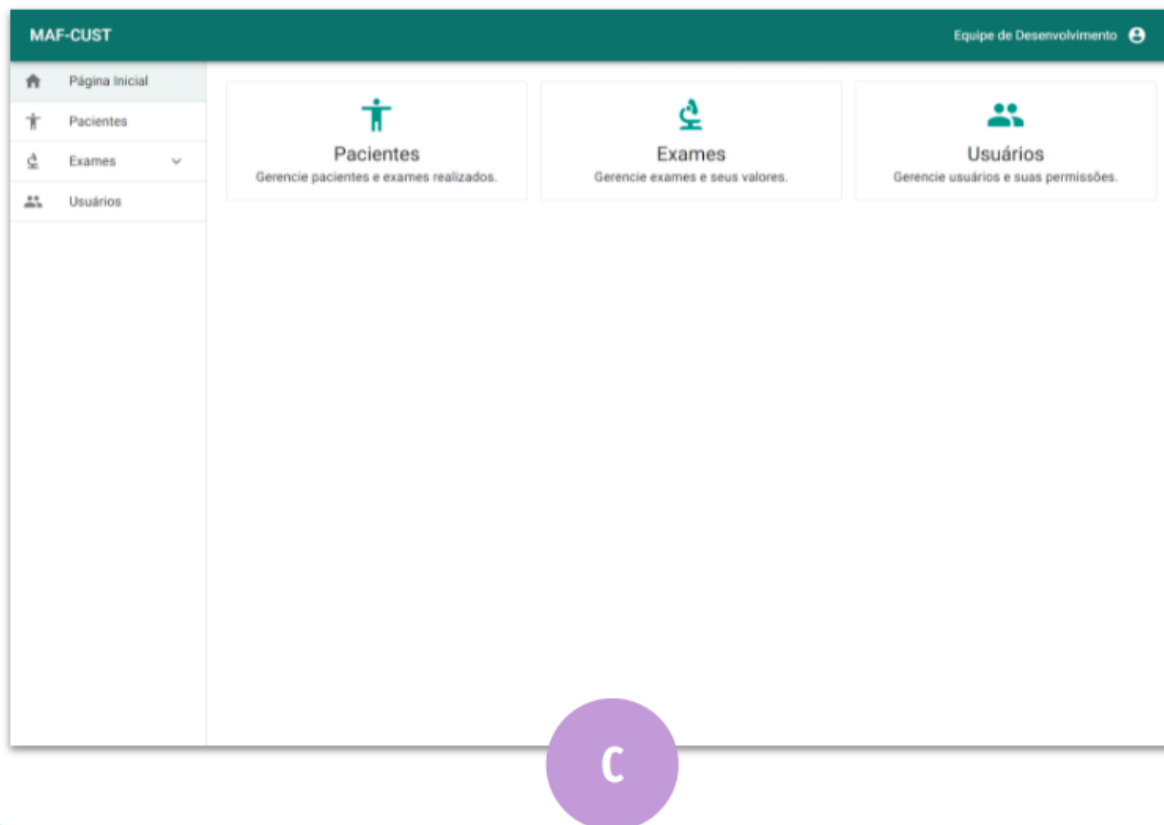 MAF-CUST
Equipe de Desenvolvimento
Página Inicial
Pacientes
Exames
Usuários
Pacientes
Gerencie pacientes e exames realizados.
Exames
Gerencie exames e seus valores.
Usuários
Gerencie usuários e suas permissões.
C